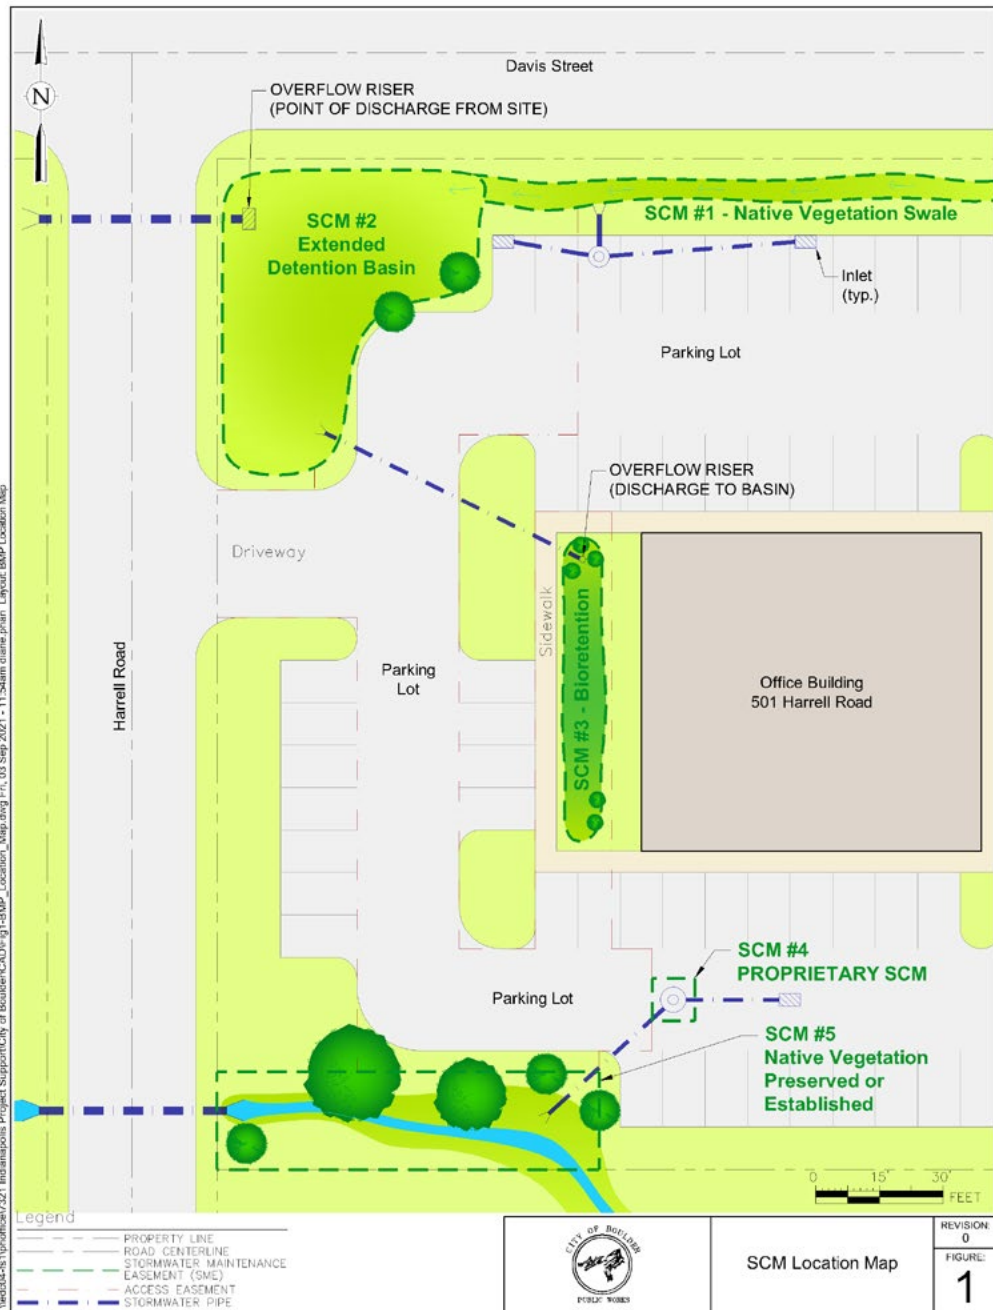 Davis Street
OVERFLOW RISER
(POINT OF DISCHARGE FROM SITE)
N
SCM #2
Extended
Detention Basin
SCM #1 - Native Vegetation Swale
Inlet
(typ.)
Parking Lot
OVERFLOW RISER
(DISCHARGE TO BASIN)
Driveway
Sidewalk
SCM #3 - Bioretention
Harrell Road
Parking
Lot
Office Building
501 Harrell Road
SCM #4
PROPRIETARY SCM
Parking Lot
SCM #5
Native Vegetation
Preserved or
Established
0 15' 30'
FEET
Legend
PROPERTY LINE
ROAD CENTERLINE
STORMWATER MAINTENANCE
EASEMENT (SME)
ACCESS EASEMENT
STORMWATER PIPE
CITY OF BOULDER
PUBLIC WORKS
SCM Location Map
REVISION:
0
FIGURE:
1